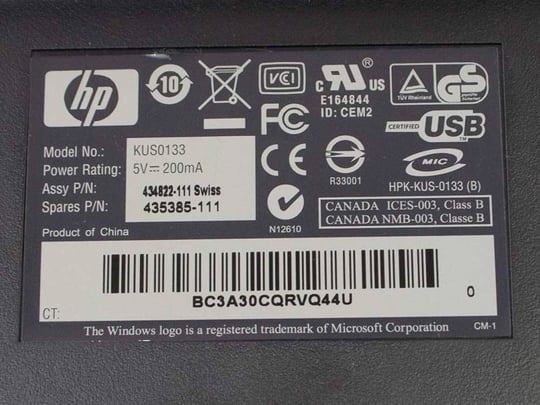 hp
10
VCI
c RU US ®
E164844
ID: CEM2
TÜV Rheinland
GS
FC
CERTIFIED USB
CE
R33001
MIC
HPK-KUS-0133 (B)
Model No.: KUS0133
Power Rating: 5V⎓200mA
Assy P/N: 434822-111 Swiss
Spares P/N: 435385-111
N12610
CANADA ICES-003, Class B
CANADA NMB-003, Classe B
Product of China
BC3A30CQRVQ44U
0
CT:
The Windows logo is a registered trademark of Microsoft Corporation
CM-1